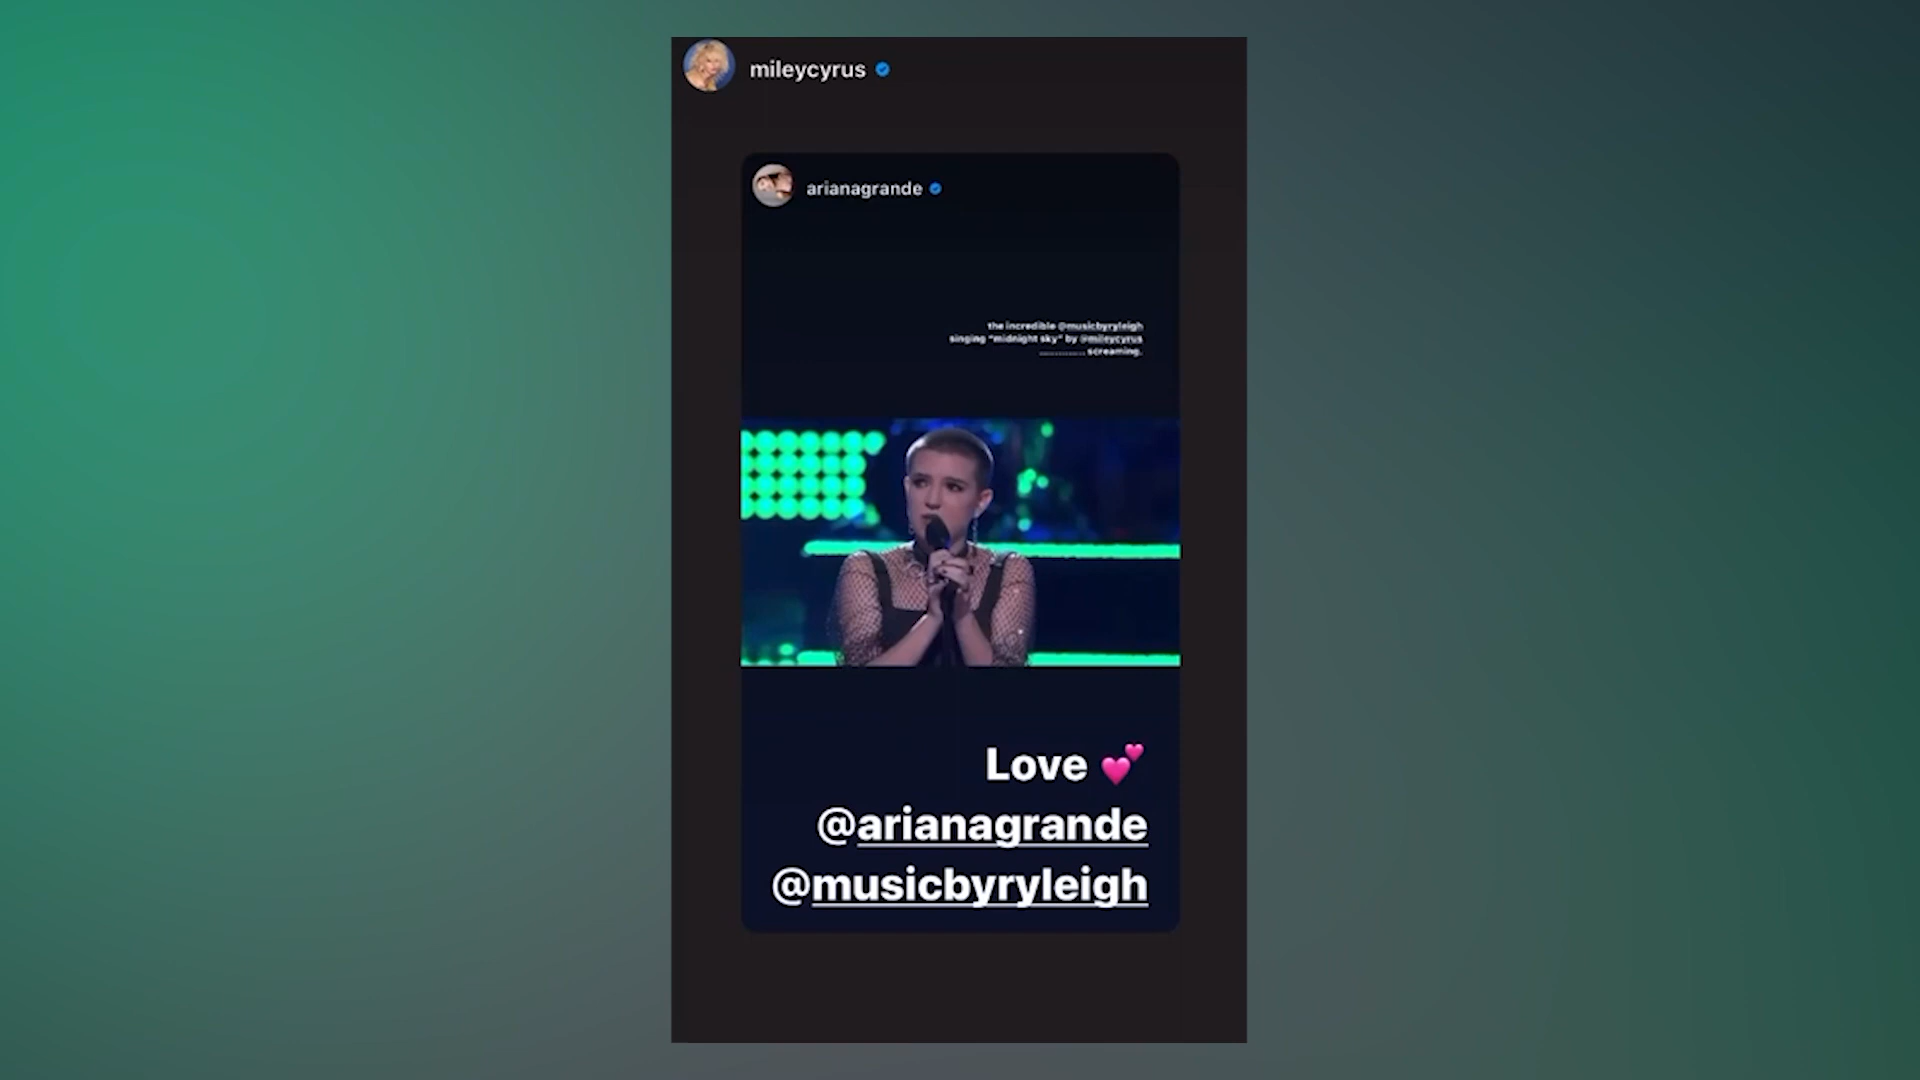 mileycyrus
arianagrande
the incredible @musicbyryleigh
singing "midnight sky" by @mileycyrus
.............. screaming.
Love 💕
@arianagrande
@musicbyryleigh